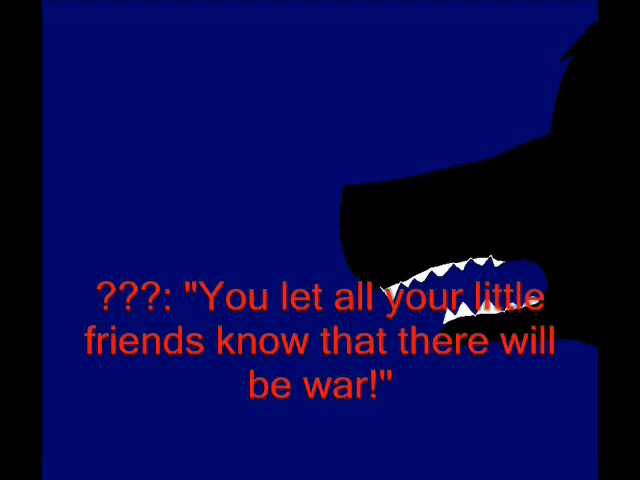 ???: "You let all your little
friends know that there will
be war!"